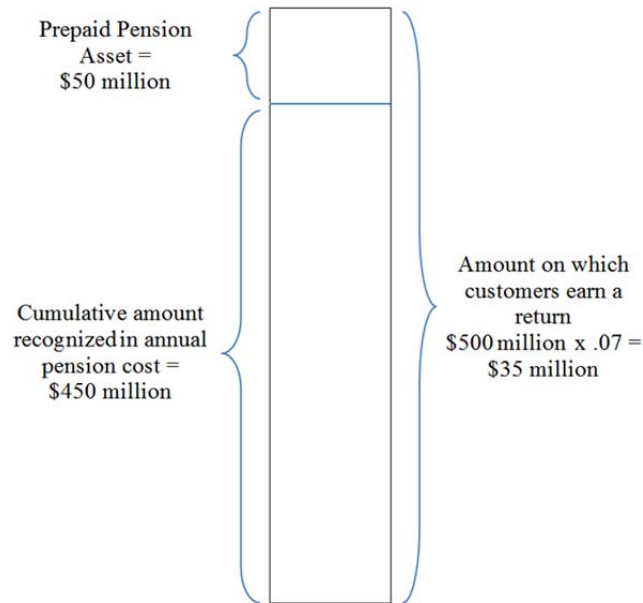 Prepaid Pension
Asset =
$50 million
Cumulative amount
recognized in annual
pension cost =
$450 million
Amount on which
customers earn a
return
$500 million x .07 =
$35 million